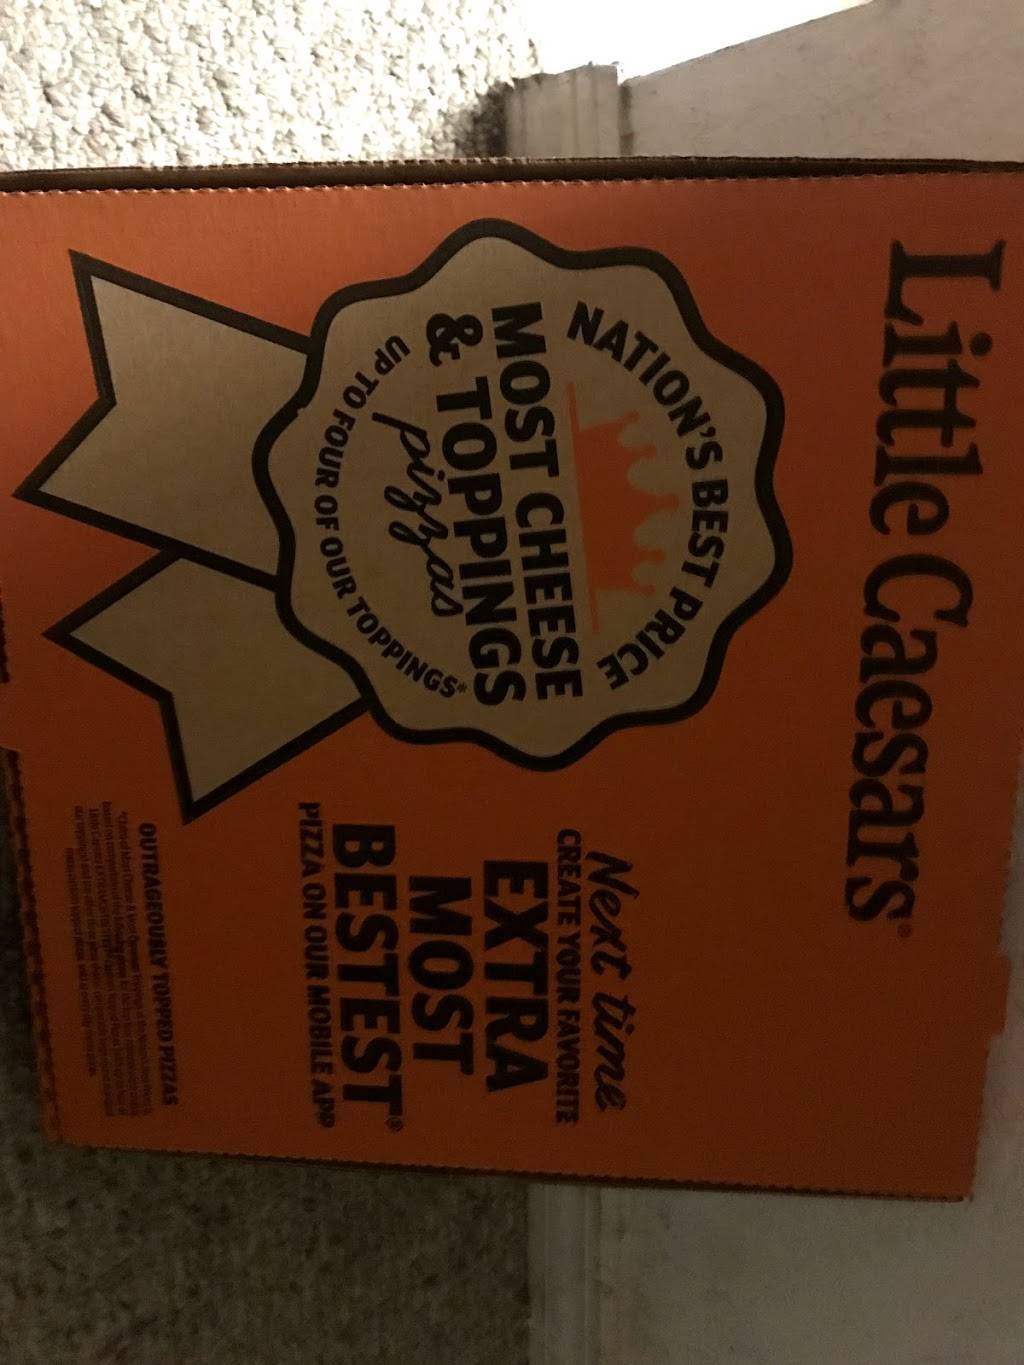 Little Caesars®
NATION'S BEST PRICE
MOST CHEESE
& TOPPINGS
pizzas
UP TO FOUR OF OUR TOPPINGS*
Next time
CREATE YOUR FAVORITE
EXTRA
MOST
BESTEST®
PIZZA ON OUR MOBILE APP
OUTRAGEOUSLY TOPPED PIZZAS